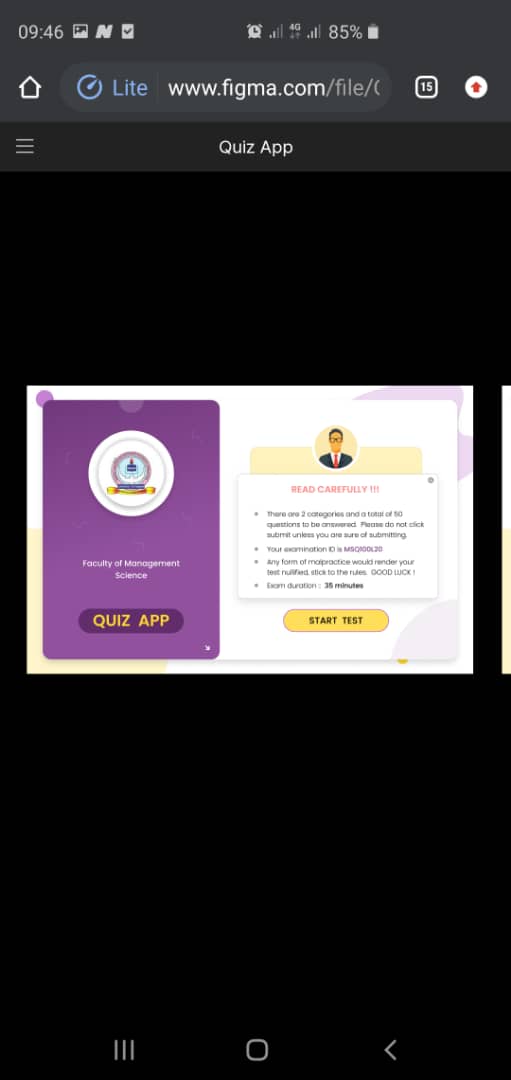 09:46
4G
85%
Lite
www.figma.com/file/
15
Quiz App
Faculty of Management
Science
QUIZ APP
READ CAREFULLY !!!
There are 2 categories and a total of 50
questions to be answered. Please do not click
submit unless you are sure of submitting.
Your examination ID is MSQ100L20
Any form of malpractice would render your
test nullified, stick to the rules. GOOD LUCK !
Exam duration : 35 minutes
START TEST